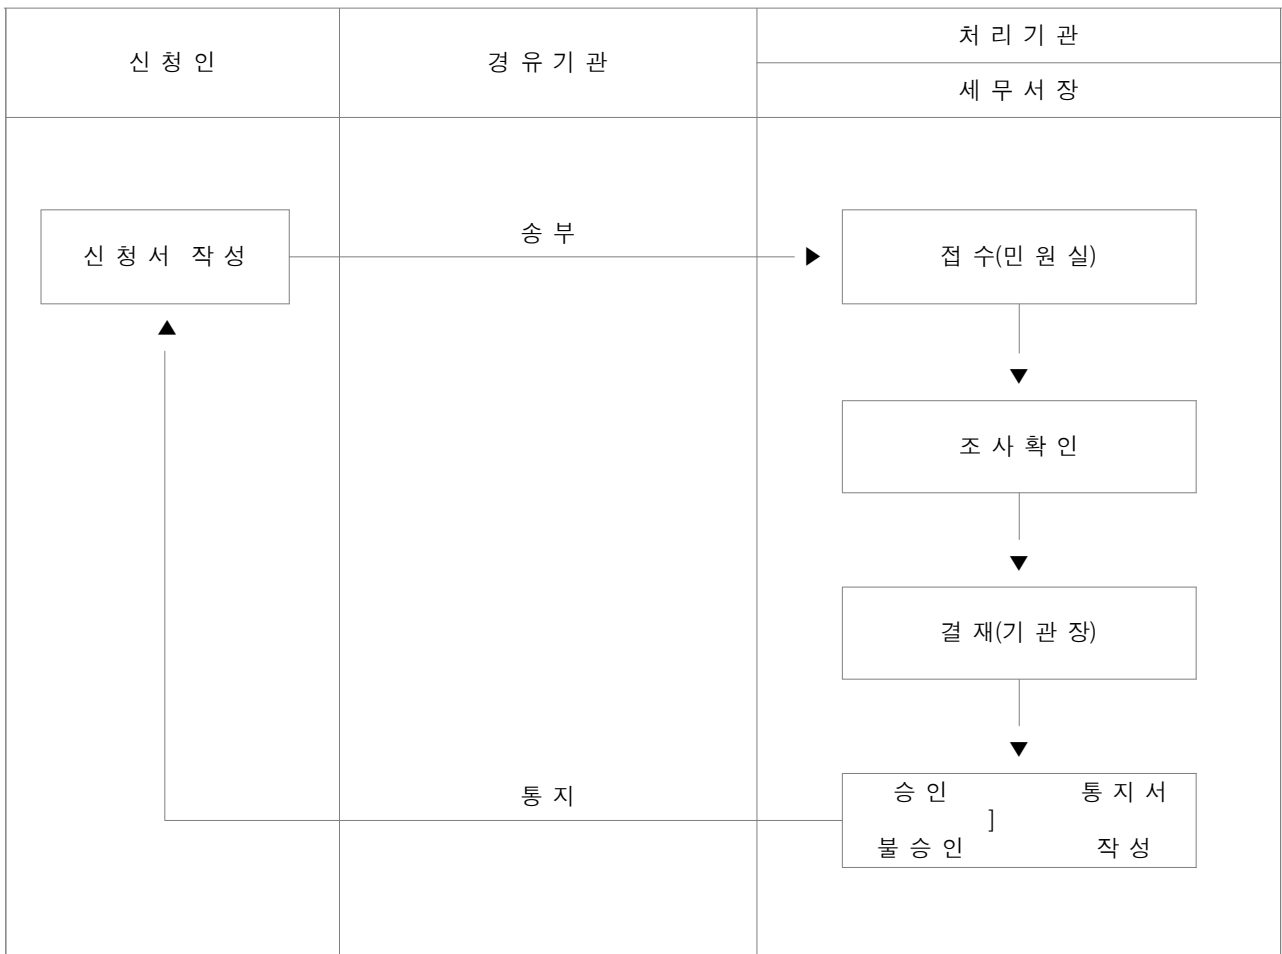 신 청 인
경 유 기 관
처 리 기 관
세 무 서 장
신 청 서 작 성
송 부
접 수(민 원 실)
조 사 확 인
결 재(기 관 장)
통 지
승 인 통 지 서
]
불 승 인 작 성